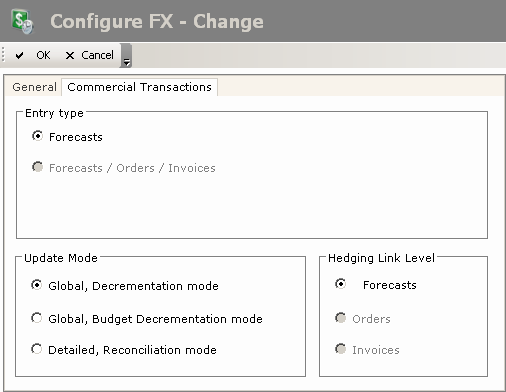 Configure FX - Change
OK Cancel
General Commercial Transactions
Entry type
Forecasts
Forecasts / Orders / Invoices
Update Mode
Global, Decrementation mode
Global, Budget Decrementation mode
Detailed, Reconciliation mode
Hedging Link Level
Forecasts
Orders
Invoices